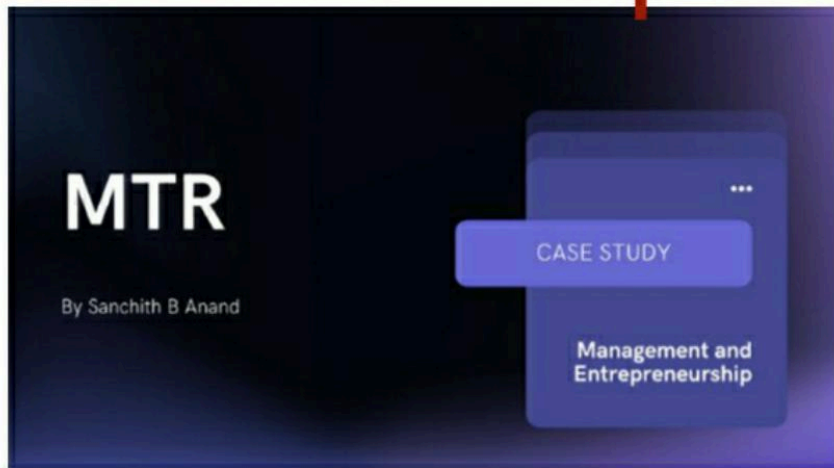 MTR
By Sanchith B Anand
CASE STUDY
Management and
Entrepreneurship